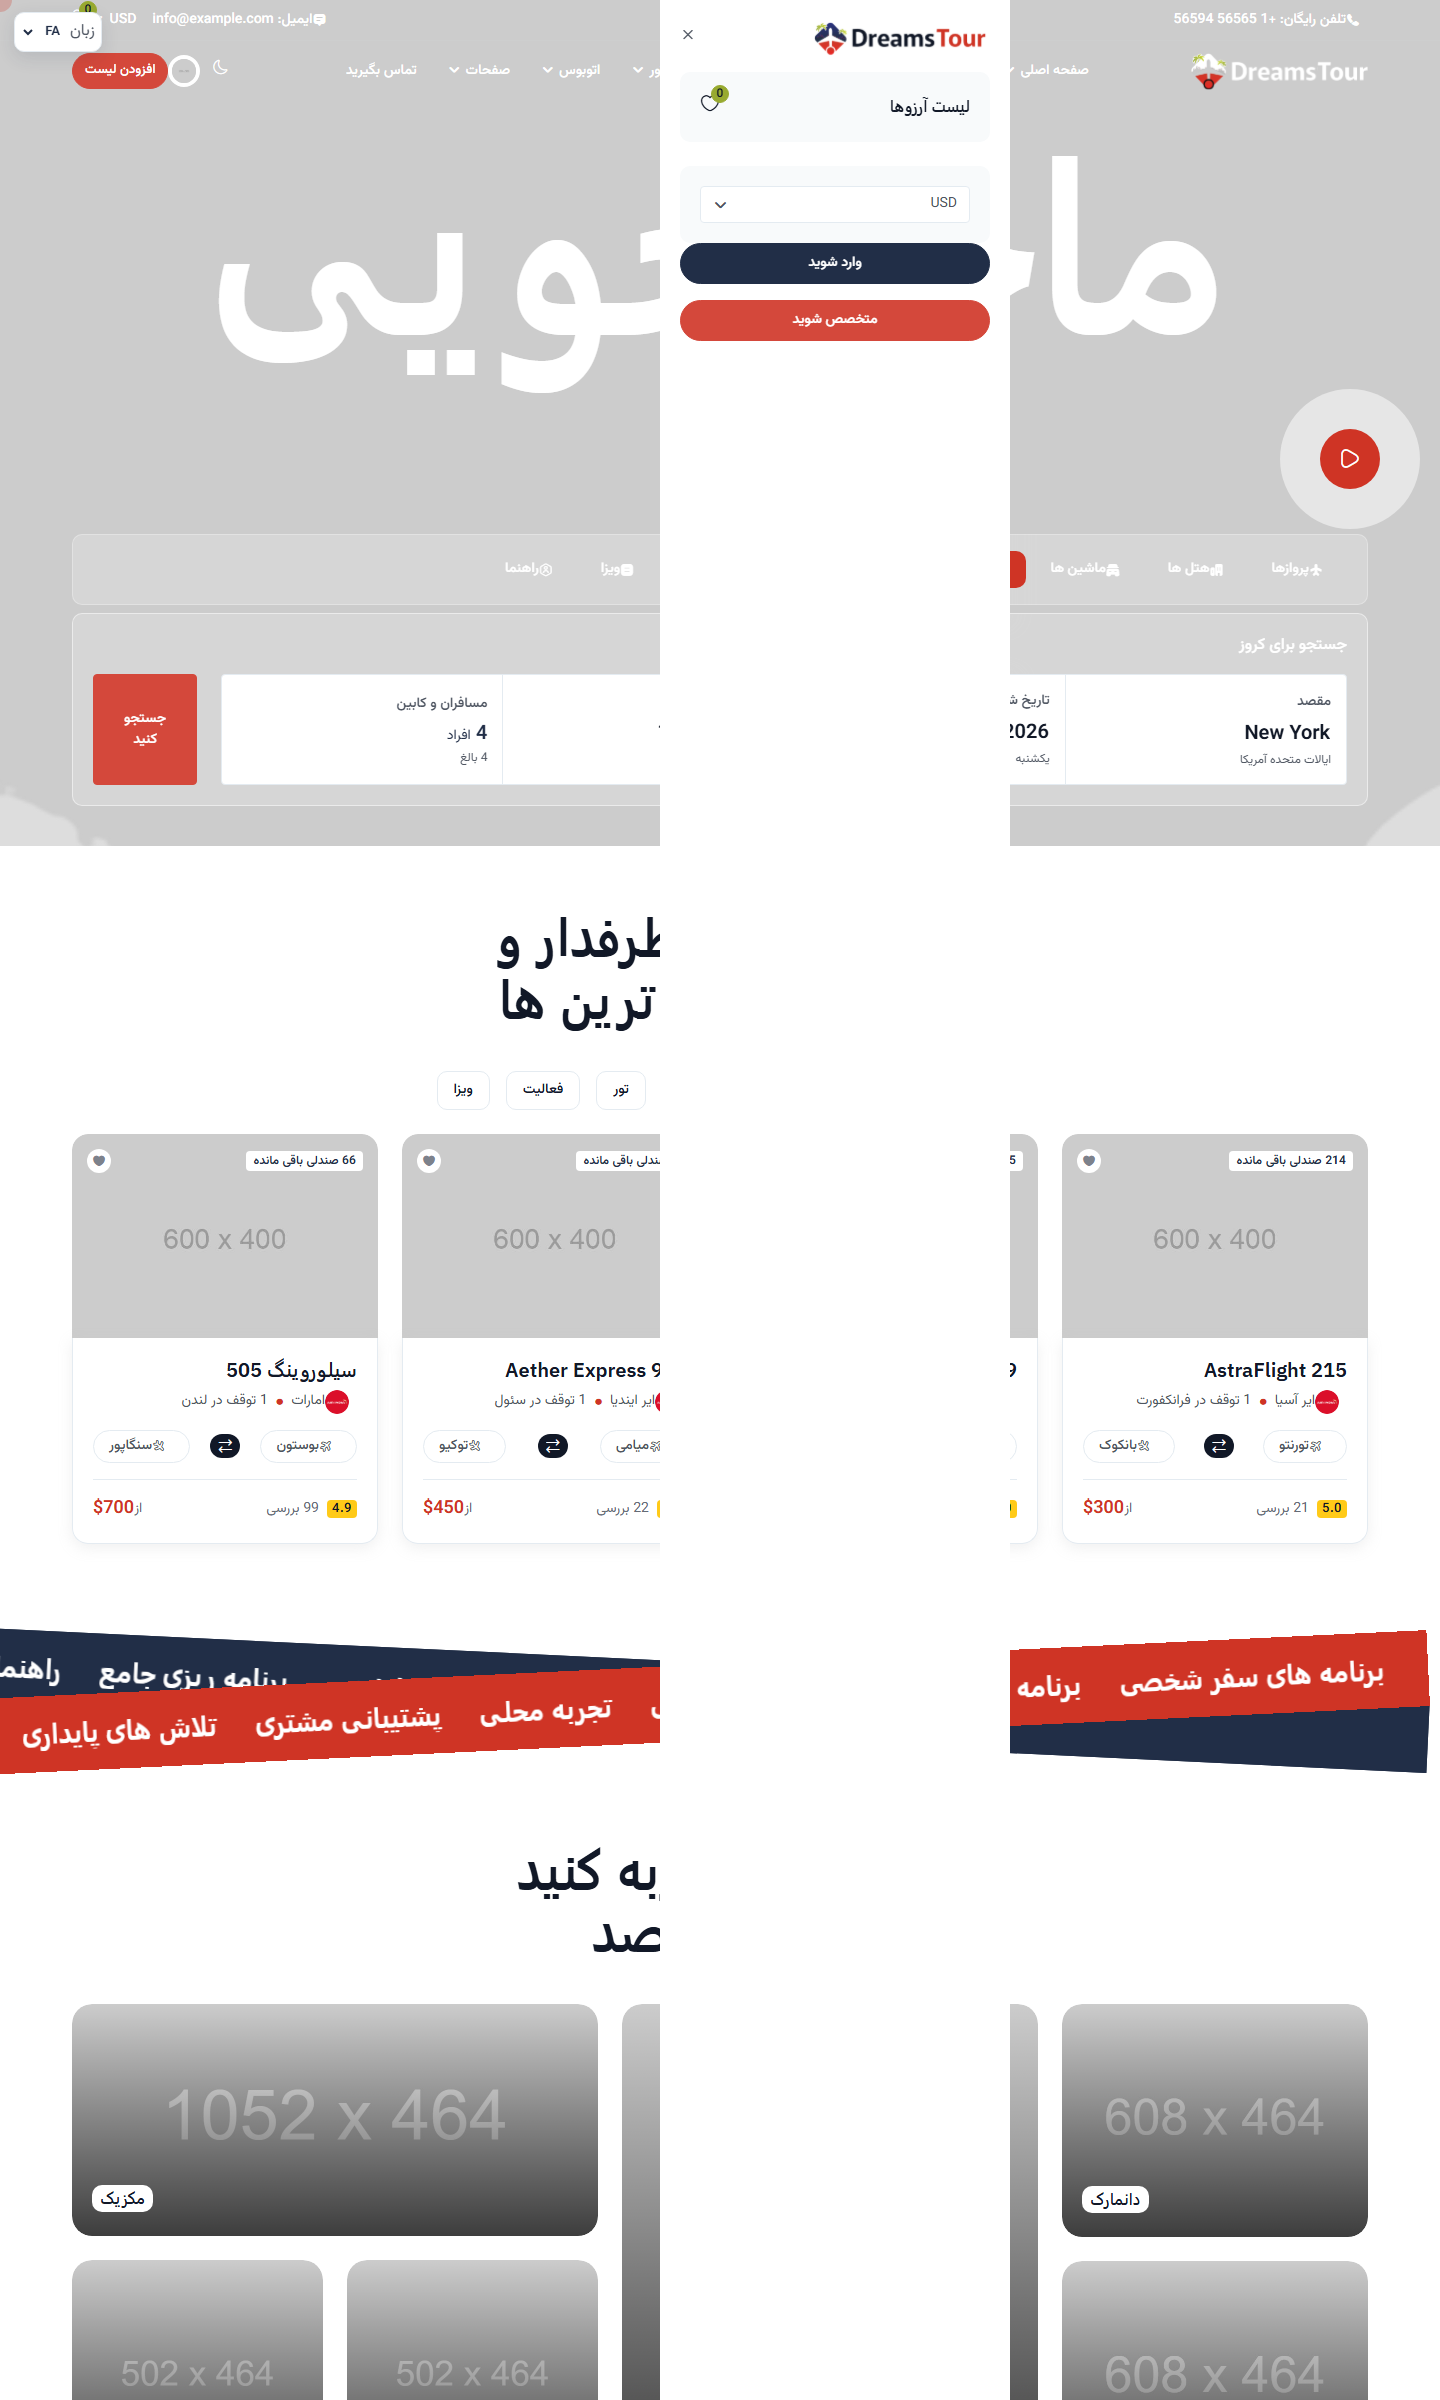 تلفن رایگان: +1 56565 56594
ایمیل: info@example.com
USD
0
زبان
FA
DreamsTour
صفحه اصلی
اتوبوس
صفحات
تماس بگیرید
افزودن لیست
DreamsTour
لیست آرزوها
0
USD
وارد شوید
متخصص شوید
پروازها
هتل ها
ماشین ها
ویزا
راهنما
جستجو برای کروز
مقصد
New York
ایالات متحده آمریکا
تاریخ
2026
یکشنبه
مسافران و کابین
4 افراد
4 بالغ
جستجو
کنید
طرفدار و
ترین ها
تور
فعالیت
ویزا
214 صندلی باقی مانده
600 x 400
AstraFlight 215
ایر آسیا • 1 توقف در فرانکفورت
تورنتو
بانکوک
5.0
21 بررسی
از$300
باقی مانده
600 x 400
Aether Express
ایر ایندیا • 1 توقف در سئول
میامی
توکیو
22 بررسی
از$450
66 صندلی باقی مانده
600 x 400
سیلوروینگ 505
امارات • 1 توقف در لندن
بوستون
سنگاپور
4.9
99 بررسی
از$700
برنامه ریزی جامع
برنامه های سفر شخصی
برنامه
تجربه محلی
پشتیبانی مشتری
تلاش های پایداری
کنید
608 x 464
دانمارک
1052 x 464
مکزیک
608 x 464
502 x 464
502 x 464